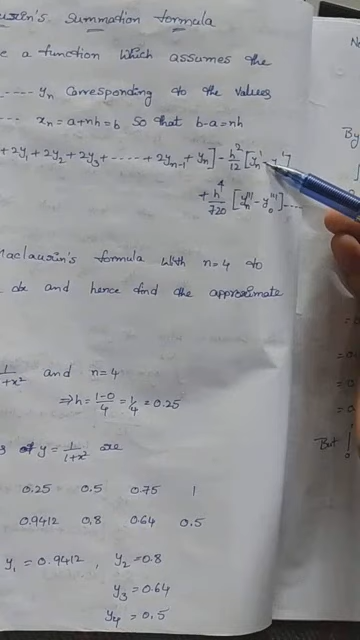 Summation formula
e a function which assumes the
---- yn corresponding to the values
--- xn = a+nh = b so that b-a = nh
+ 2y1 + 2y2 + 2y3 + ----- + 2yn-1 + yn] - h²/12 [yn'
+ h⁴/720 [yn''' - y0''']----
Maclaurin's formula with n=4 to
and hence find the approximate
1/1+x² and n=4
⇒ h = 1-0/4 = 1/4 = 0.25
of y = 1/1+x² are
0.25 0.5 0.75 1
0.9412 0.8 0.64 0.5
y1 = 0.9412, y2 = 0.8
y3 = 0.64
y4 = 0.5
By
But